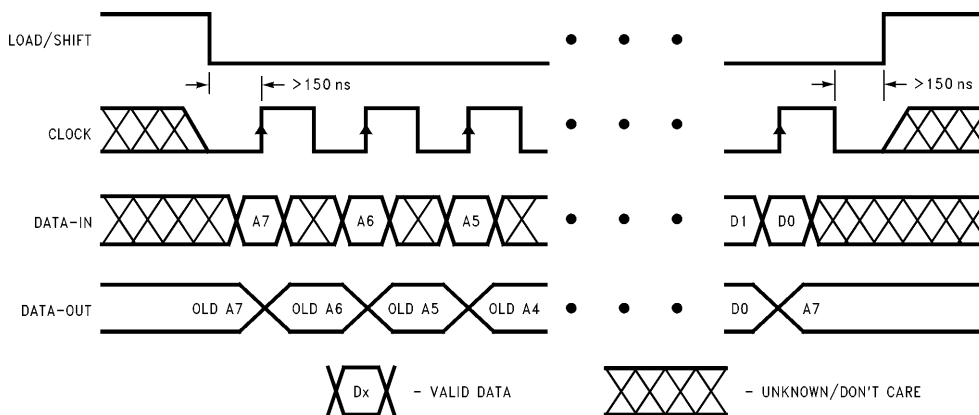 LOAD/SHIFT
>150 ns
>150 ns
CLOCK
DATA-IN
A7
A6
A5
D1
D0
DATA-OUT
OLD A7
OLD A6
OLD A5
OLD A4
D0
A7
Dx
- VALID DATA
- UNKNOWN/DON'T CARE